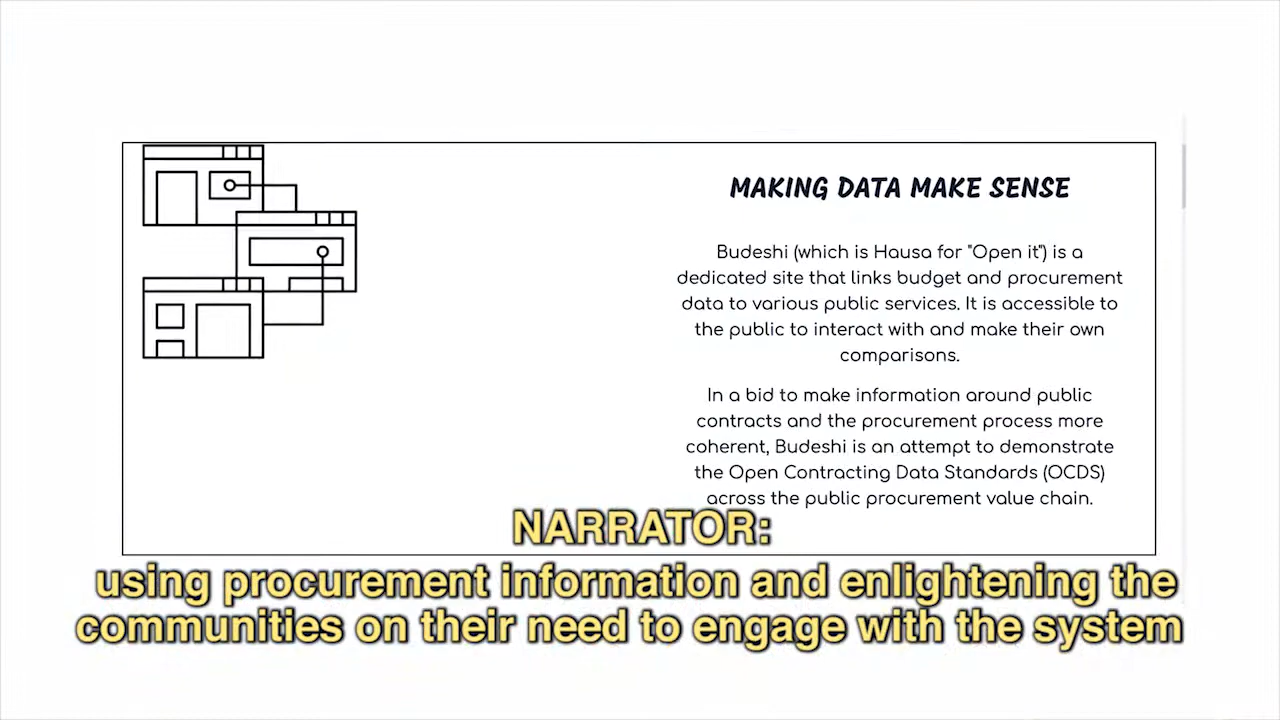 MAKING DATA MAKE SENSE
Budeshi (which is Hausa for "Open it") is a
dedicated site that links budget and procurement
data to various public services. It is accessible to
the public to interact with and make their own
comparisons.
In a bid to make information around public
contracts and the procurement process more
coherent, Budeshi is an attempt to demonstrate
the Open Contracting Data Standards (OCDS)
across the public procurement value chain.
NARRATOR:
using procurement information and enlightening the
communities on their need to engage with the system